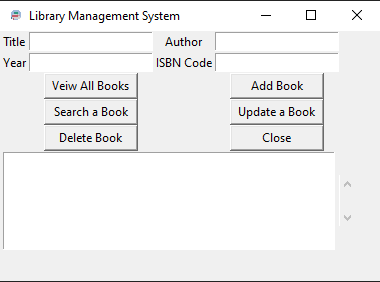 Library Management System
Title Author
Year ISBN Code
Veiw All Books Add Book
Search a Book Update a Book
Delete Book Close